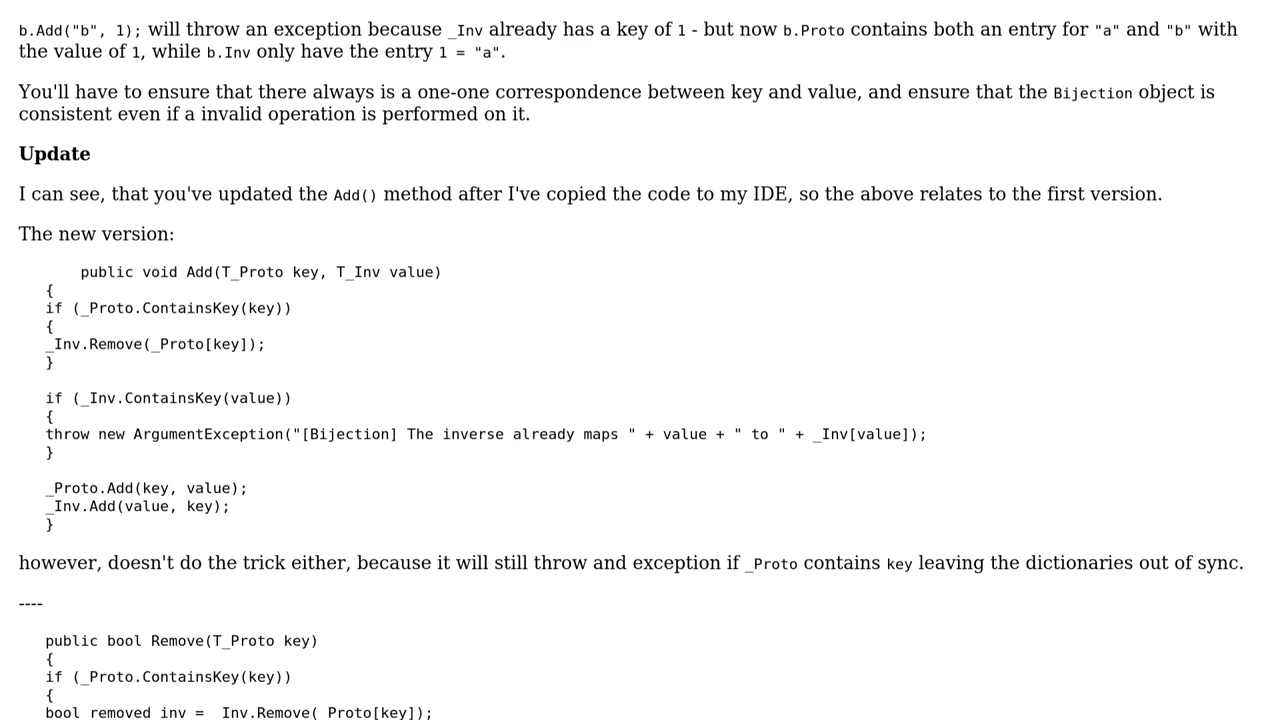 b.Add("b", 1); will throw an exception because _Inv already has a key of 1 - but now b.Proto contains both an entry for "a" and "b" with
the value of 1, while b.Inv only have the entry 1 = "a".
You'll have to ensure that there always is a one-one correspondence between key and value, and ensure that the Bijection object is
consistent even if a invalid operation is performed on it.
Update
I can see, that you've updated the Add() method after I've copied the code to my IDE, so the above relates to the first version.
The new version:
public void Add(T_Proto key, T_Inv value)
{
if (_Proto.ContainsKey(key))
{
_Inv.Remove(_Proto[key]);
}
if (_Inv.ContainsKey(value))
{
throw new ArgumentException("[Bijection] The inverse already maps " + value + " to " + _Inv[value]);
}
_Proto.Add(key, value);
_Inv.Add(value, key);
}
however, doesn't do the trick either, because it will still throw and exception if _Proto contains key leaving the dictionaries out of sync.
----
public bool Remove(T_Proto key)
{
if (_Proto.ContainsKey(key))
{
bool removed_inv = _Inv.Remove(_Proto[key]);